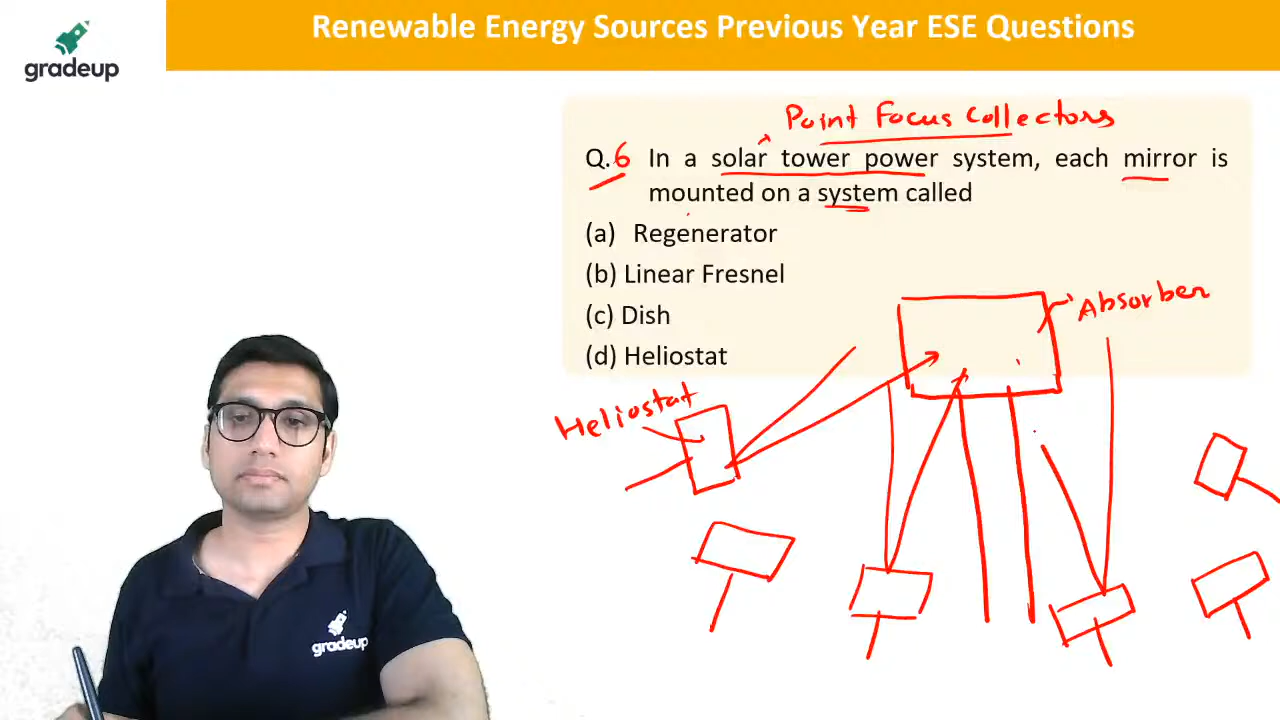 Renewable Energy Sources Previous Year ESE Questions
gradeup
Point Focus Collectors
Q.6 In a solar tower power system, each mirror is
mounted on a system called
(a) Regenerator
(b) Linear Fresnel
(c) Dish
(d) Heliostat
Absorber
Heliostat
gradeup